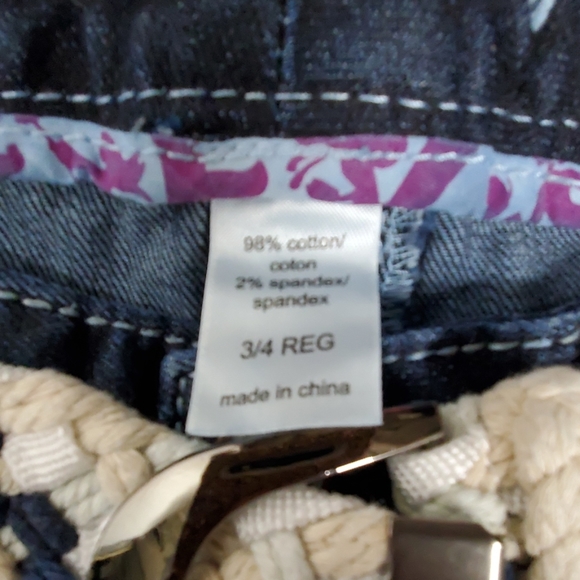 98% cotton/
coton
2% spandex/
spandex
3/4 REG
made in china